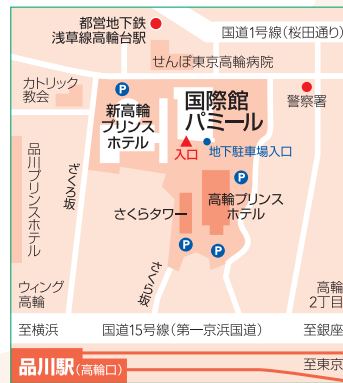 都営地下鉄
浅草線高輪台駅
国道1号線(桜田通り)
せんぽ東京高輪病院
カトリック
教会
P
新高輪
プリンス
ホテル
国際館
パミール
警察署
入口
地下駐車場入口
品川プリンスホテル
ざくろ坂
P
高輪プリンス
ホテル
さくらタワー
P
P
さくら坂
ウィング
高輪
高輪
2丁目
至横浜
国道15号線(第一京浜国道)
至銀座
品川駅(高輪口)
至東京